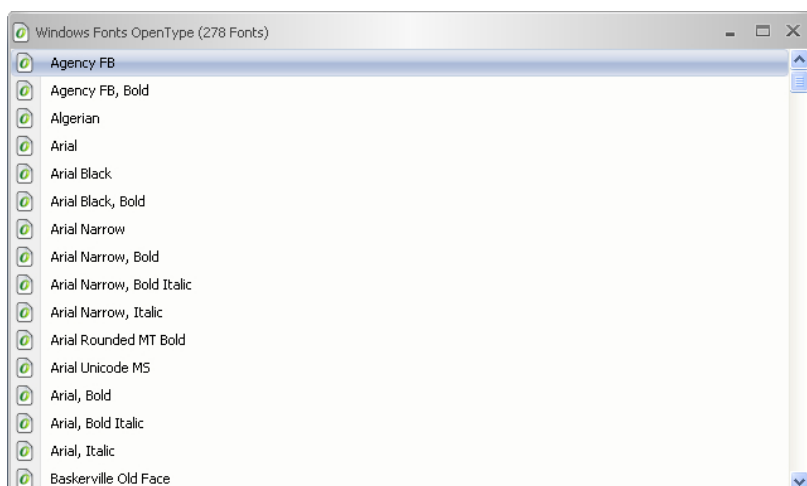 Windows Fonts OpenType (278 Fonts)
Agency FB
Agency FB, Bold
Algerian
Arial
Arial Black
Arial Black, Bold
Arial Narrow
Arial Narrow, Bold
Arial Narrow, Bold Italic
Arial Narrow, Italic
Arial Rounded MT Bold
Arial Unicode MS
Arial, Bold
Arial, Bold Italic
Arial, Italic
Baskerville Old Face